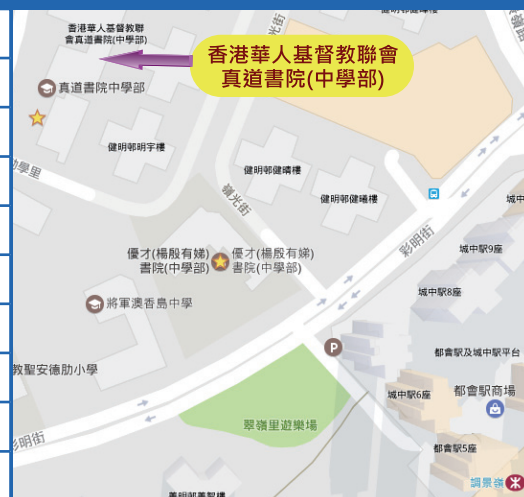 香港華人基督教聯
會真道書院(中學部)
香港華人基督教聯會
真道書院(中學部)
真道書院中學部
健明邨明宇樓
健明邨健晴樓
健明邨健曦樓
勤學里
嶺光街
彩明街
城中駅9座
城中
優才(楊殷有娣)
書院(中學部)
優才(楊殷有娣)
書院(中學部)
城中駅8座
將軍澳香島中學
P
都會駅及城中駅平台
教聖安德肋小學
城中駅6座
都會駅商場
翠嶺里遊樂場
彩明街
都會駅5座
調景嶺